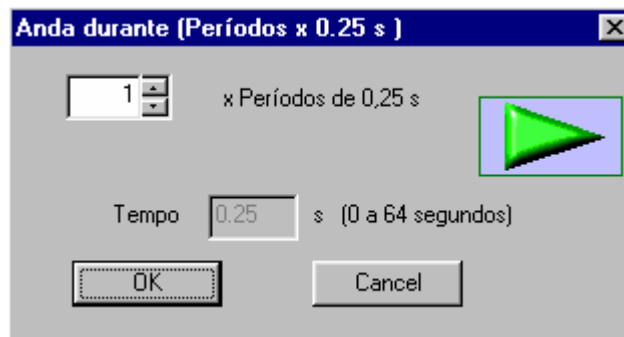 Anda durante (Períodos x 0.25 s )
1 x Períodos de 0,25 s
Tempo 0.25 s (0 a 64 segundos)
OK Cancel